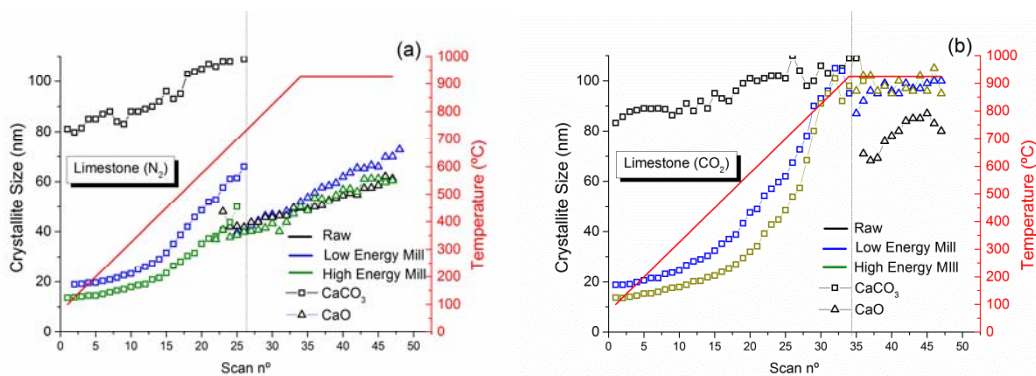 (a)
Crystallite Size (nm)
100
80
60
40
20
0
Limestone (N2)
Raw
Low Energy Mill
High Energy MIll
CaCO3
CaO
0 5 10 15 20 25 30 35 40 45 50
Scan nº
1000
900
800
700
600
500
400
300
200
100
0
Temperature (ºC)
(b)
Crystallite Size (nm)
100
80
60
40
20
0
Limestone (CO2)
Raw
Low Energy Mill
High Energy MIll
CaCO3
CaO
0 5 10 15 20 25 30 35 40 45 50
Scan nº
1000
900
800
700
600
500
400
300
200
100
0
Temperature (ºC)